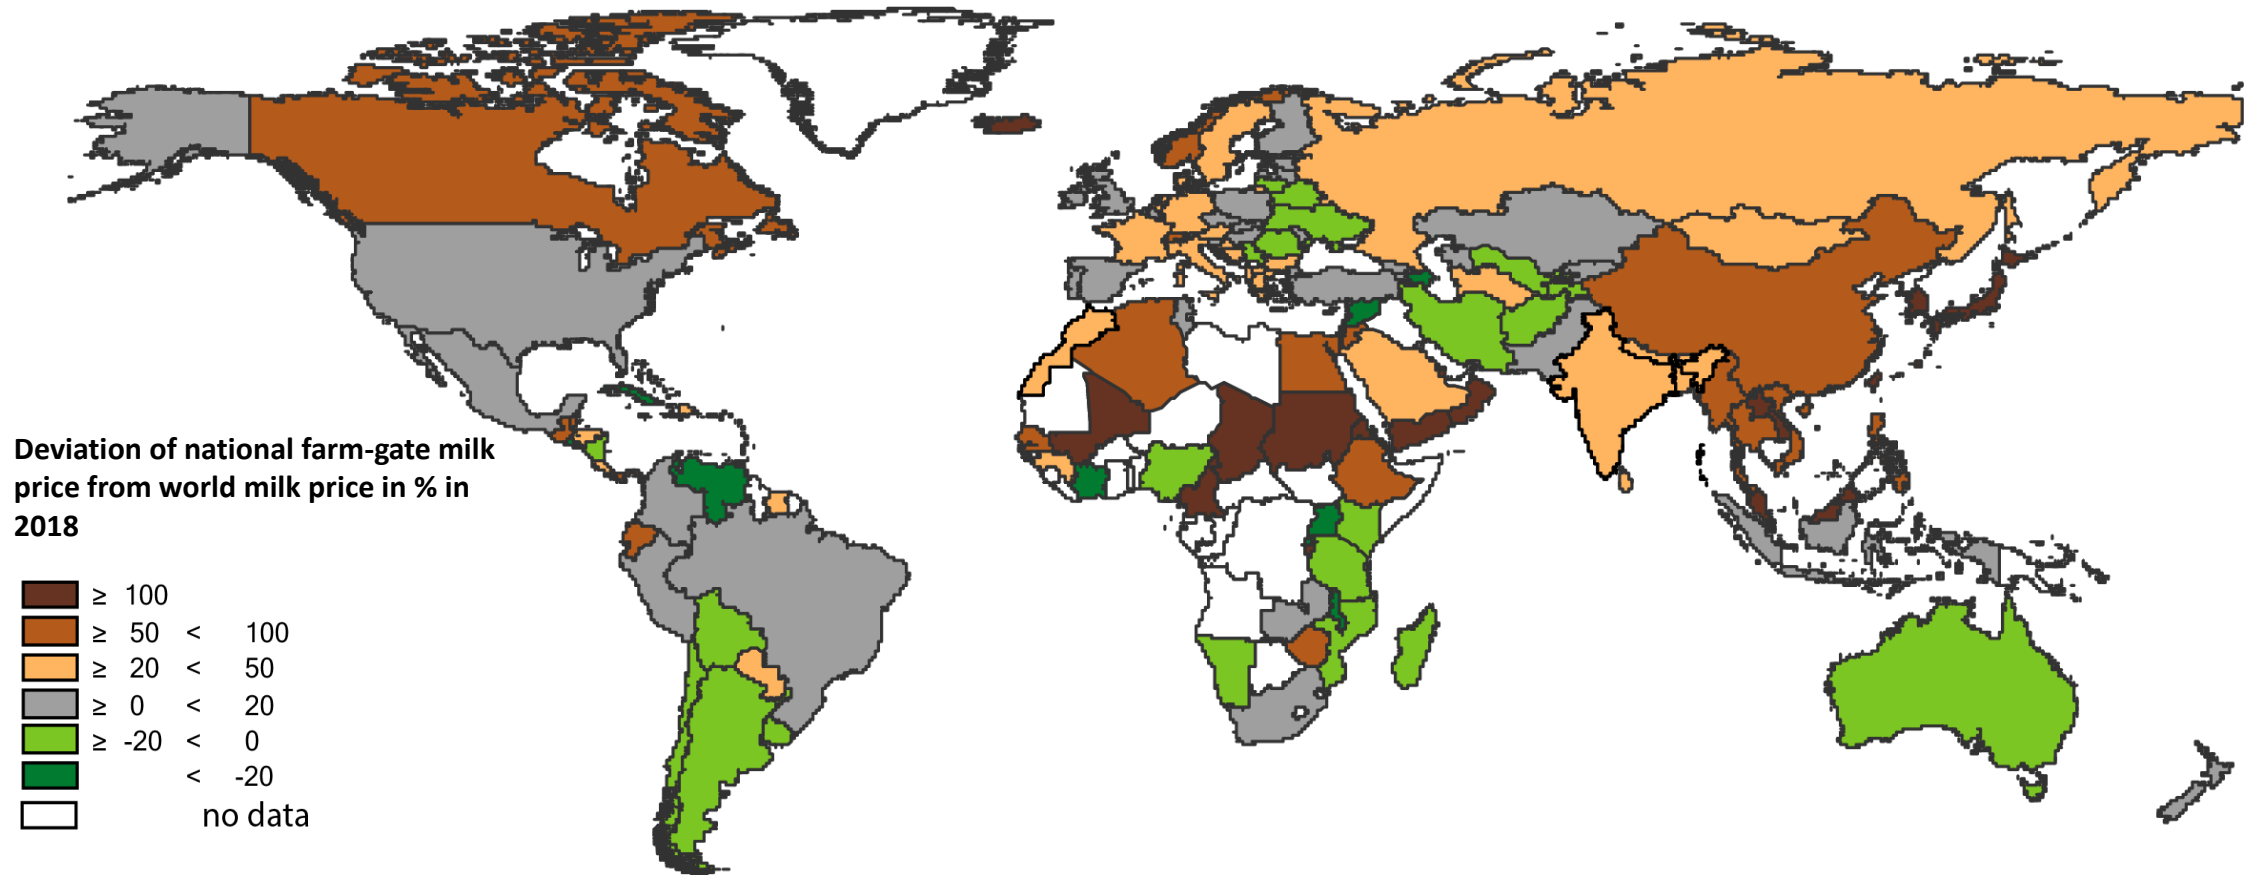 Deviation of national farm-gate milk
price from world milk price in % in
2018
≥ 100
≥ 50 < 100
≥ 20 < 50
≥ 0 < 20
≥ -20 < 0
< -20
no data